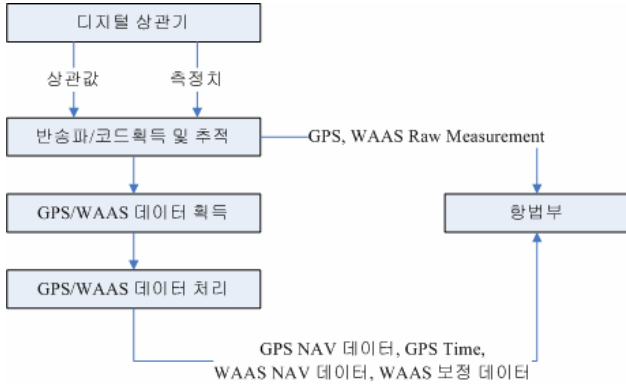 디지털 상관기
상관값
측정치
반송파/코드획득 및 추적
GPS, WAAS Raw Measurement
GPS/WAAS 데이터 획득
항법부
GPS/WAAS 데이터 처리
GPS NAV 데이터, GPS Time,
WAAS NAV 데이터, WAAS 보정 데이터